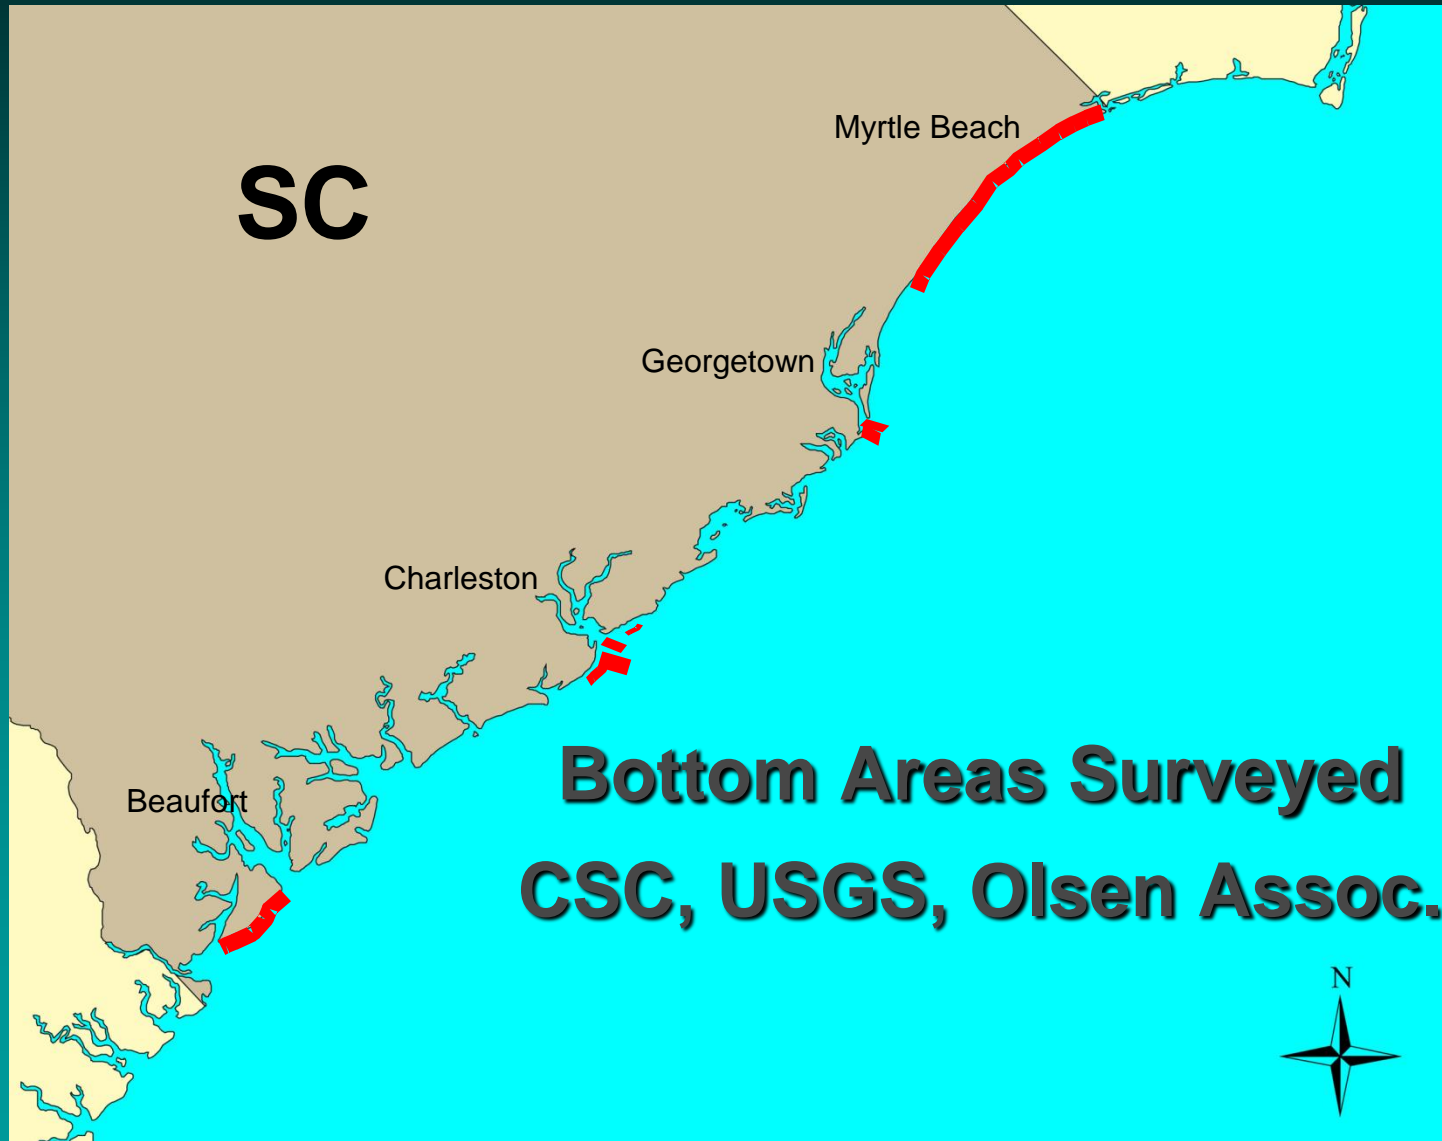 Myrtle Beach
SC
Georgetown
Charleston
Bottom Areas Surveyed
Beaufort
CSC, USGS, Olsen Assoc.
N